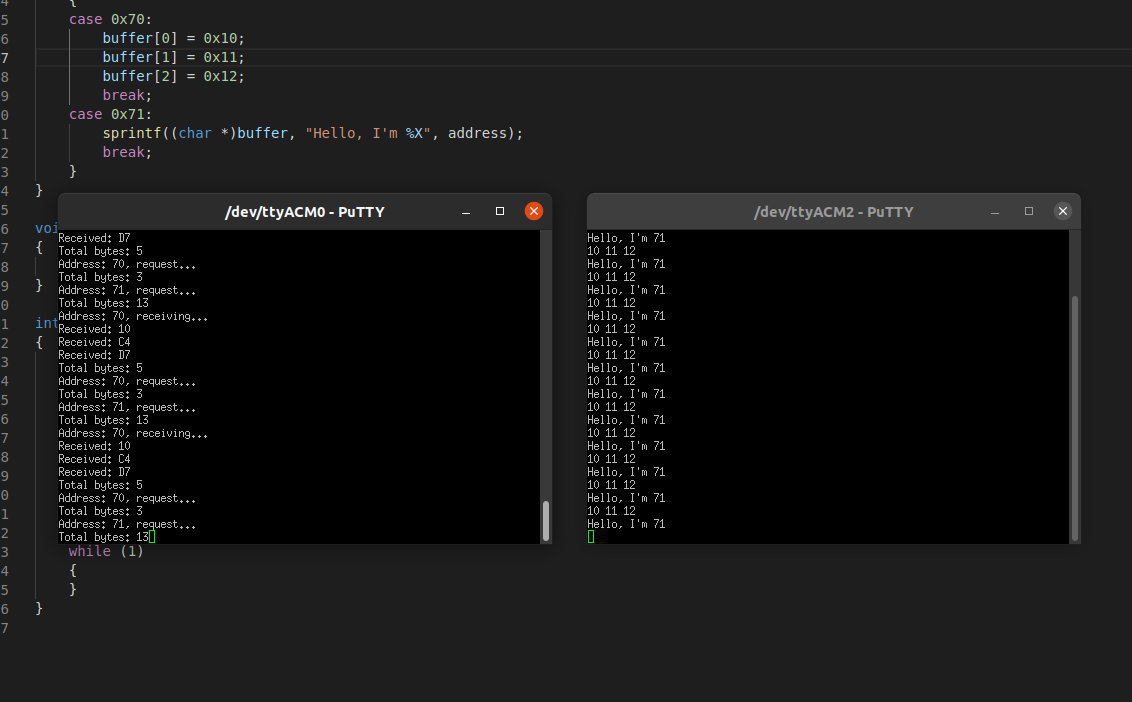 4 {
5 case 0x70:
6 buffer[0] = 0x10;
7 buffer[1] = 0x11;
8 buffer[2] = 0x12;
9 break;
0 case 0x71:
1 sprintf((char *)buffer, "Hello, I'm %X", address);
2 break;
3 }
4 }
5
6 voi
7 {
8
9 }
0
1 int
2 {
3
4
5
6
7
8
9
0
1
2
3 while (1)
4 {
5 }
6 }
7
/dev/ttyACM0 - PuTTY
Received: D7
Total bytes: 5
Address: 70, request...
Total bytes: 3
Address: 71, request...
Total bytes: 13
Address: 70, receiving...
Received: 10
Received: C4
Received: D7
Total bytes: 5
Address: 70, request...
Total bytes: 3
Address: 71, request...
Total bytes: 13
Address: 70, receiving...
Received: 10
Received: C4
Received: D7
Total bytes: 5
Address: 70, request...
Total bytes: 3
Address: 71, request...
Total bytes: 13
/dev/ttyACM2 - PuTTY
Hello, I'm 71
10 11 12
Hello, I'm 71
10 11 12
Hello, I'm 71
10 11 12
Hello, I'm 71
10 11 12
Hello, I'm 71
10 11 12
Hello, I'm 71
10 11 12
Hello, I'm 71
10 11 12
Hello, I'm 71
10 11 12
Hello, I'm 71
10 11 12
Hello, I'm 71
10 11 12
Hello, I'm 71
10 11 12
Hello, I'm 71